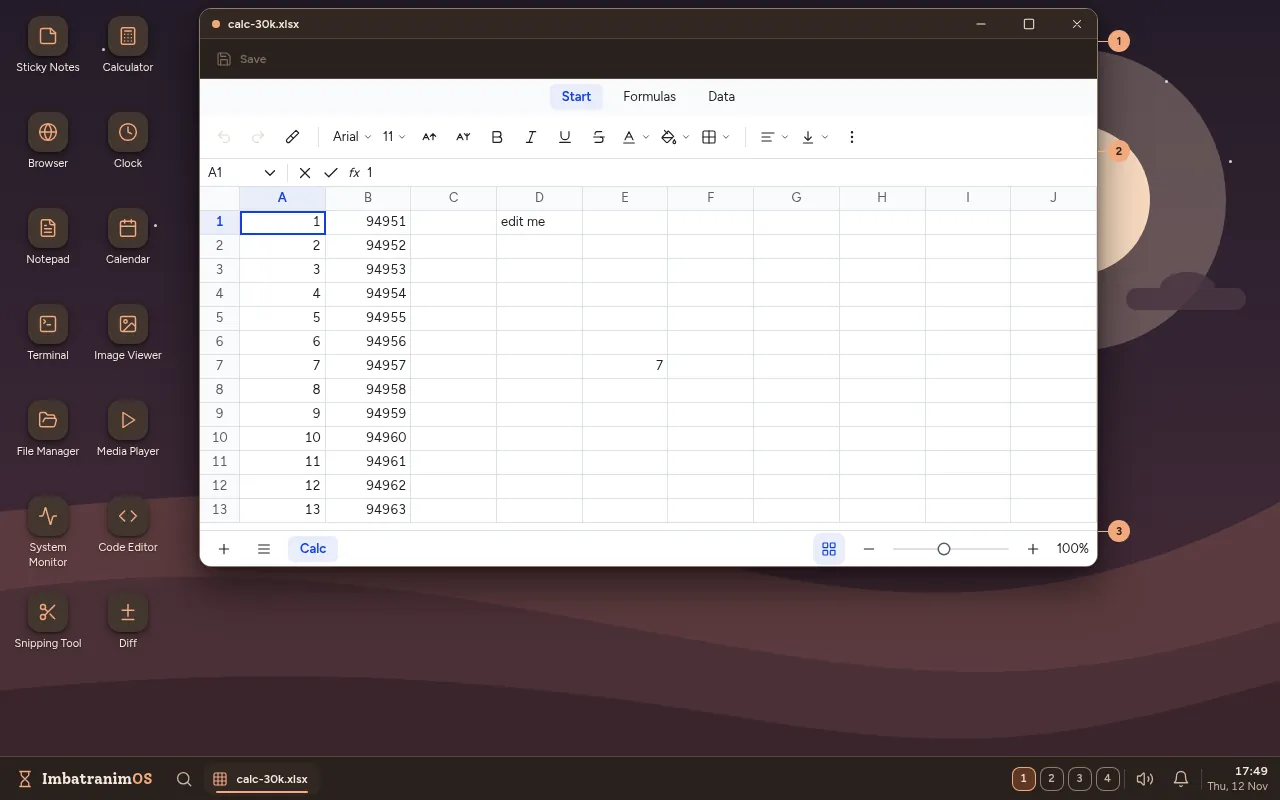 calc-30k.xlsx
Save
Start Formulas Data
Arial 11
A1 fx 1
A B C D E F G H I J
1 1 94951 edit me
2 2 94952
3 3 94953
4 4 94954
5 5 94955
6 6 94956
7 7 94957 7
8 8 94958
9 9 94959
10 10 94960
11 11 94961
12 12 94962
13 13 94963
Calc 100%
1
2
3
Sticky Notes Calculator
Browser Clock
Notepad Calendar
Terminal Image Viewer
File Manager Media Player
System Monitor Code Editor
Snipping Tool Diff
ImbatranimOS calc-30k.xlsx 1 2 3 4 17:49
Thu, 12 Nov